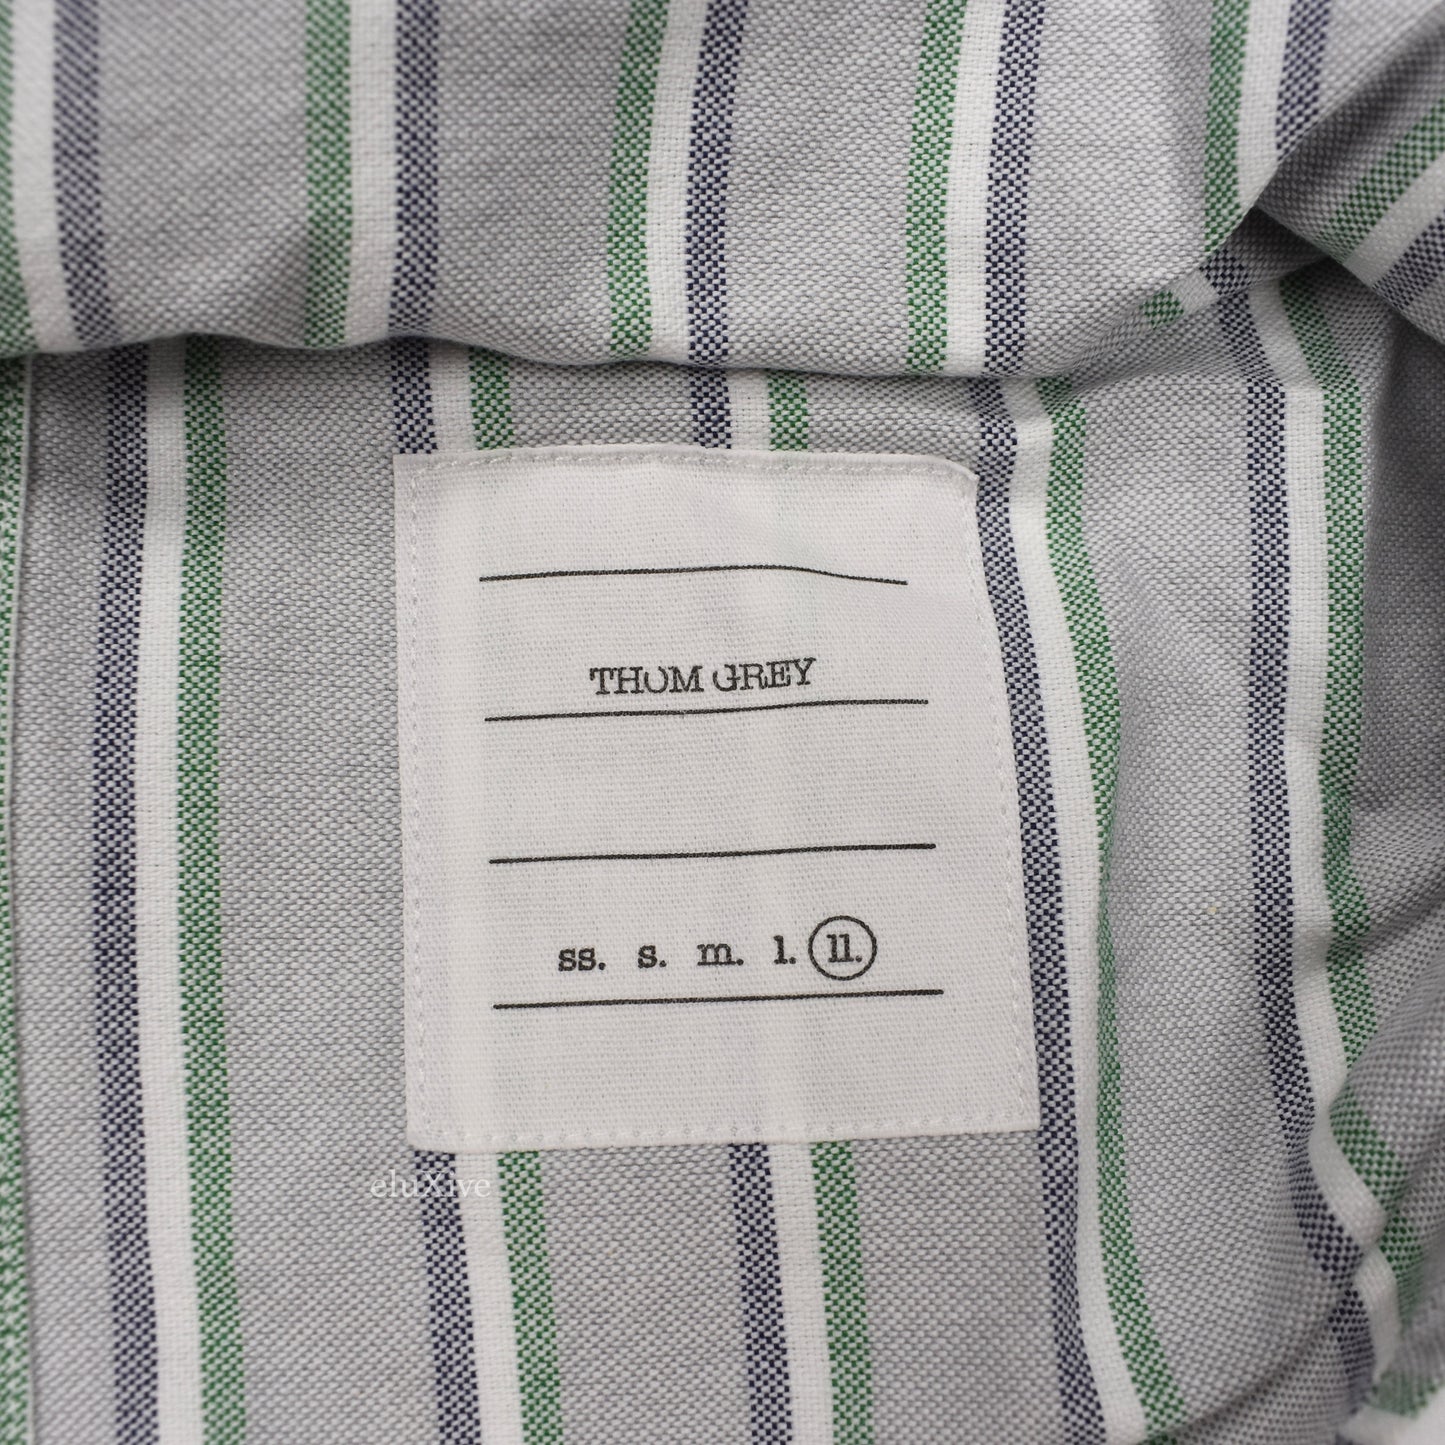 THOM GREY
ss. s. m. l. ll.
eluXive